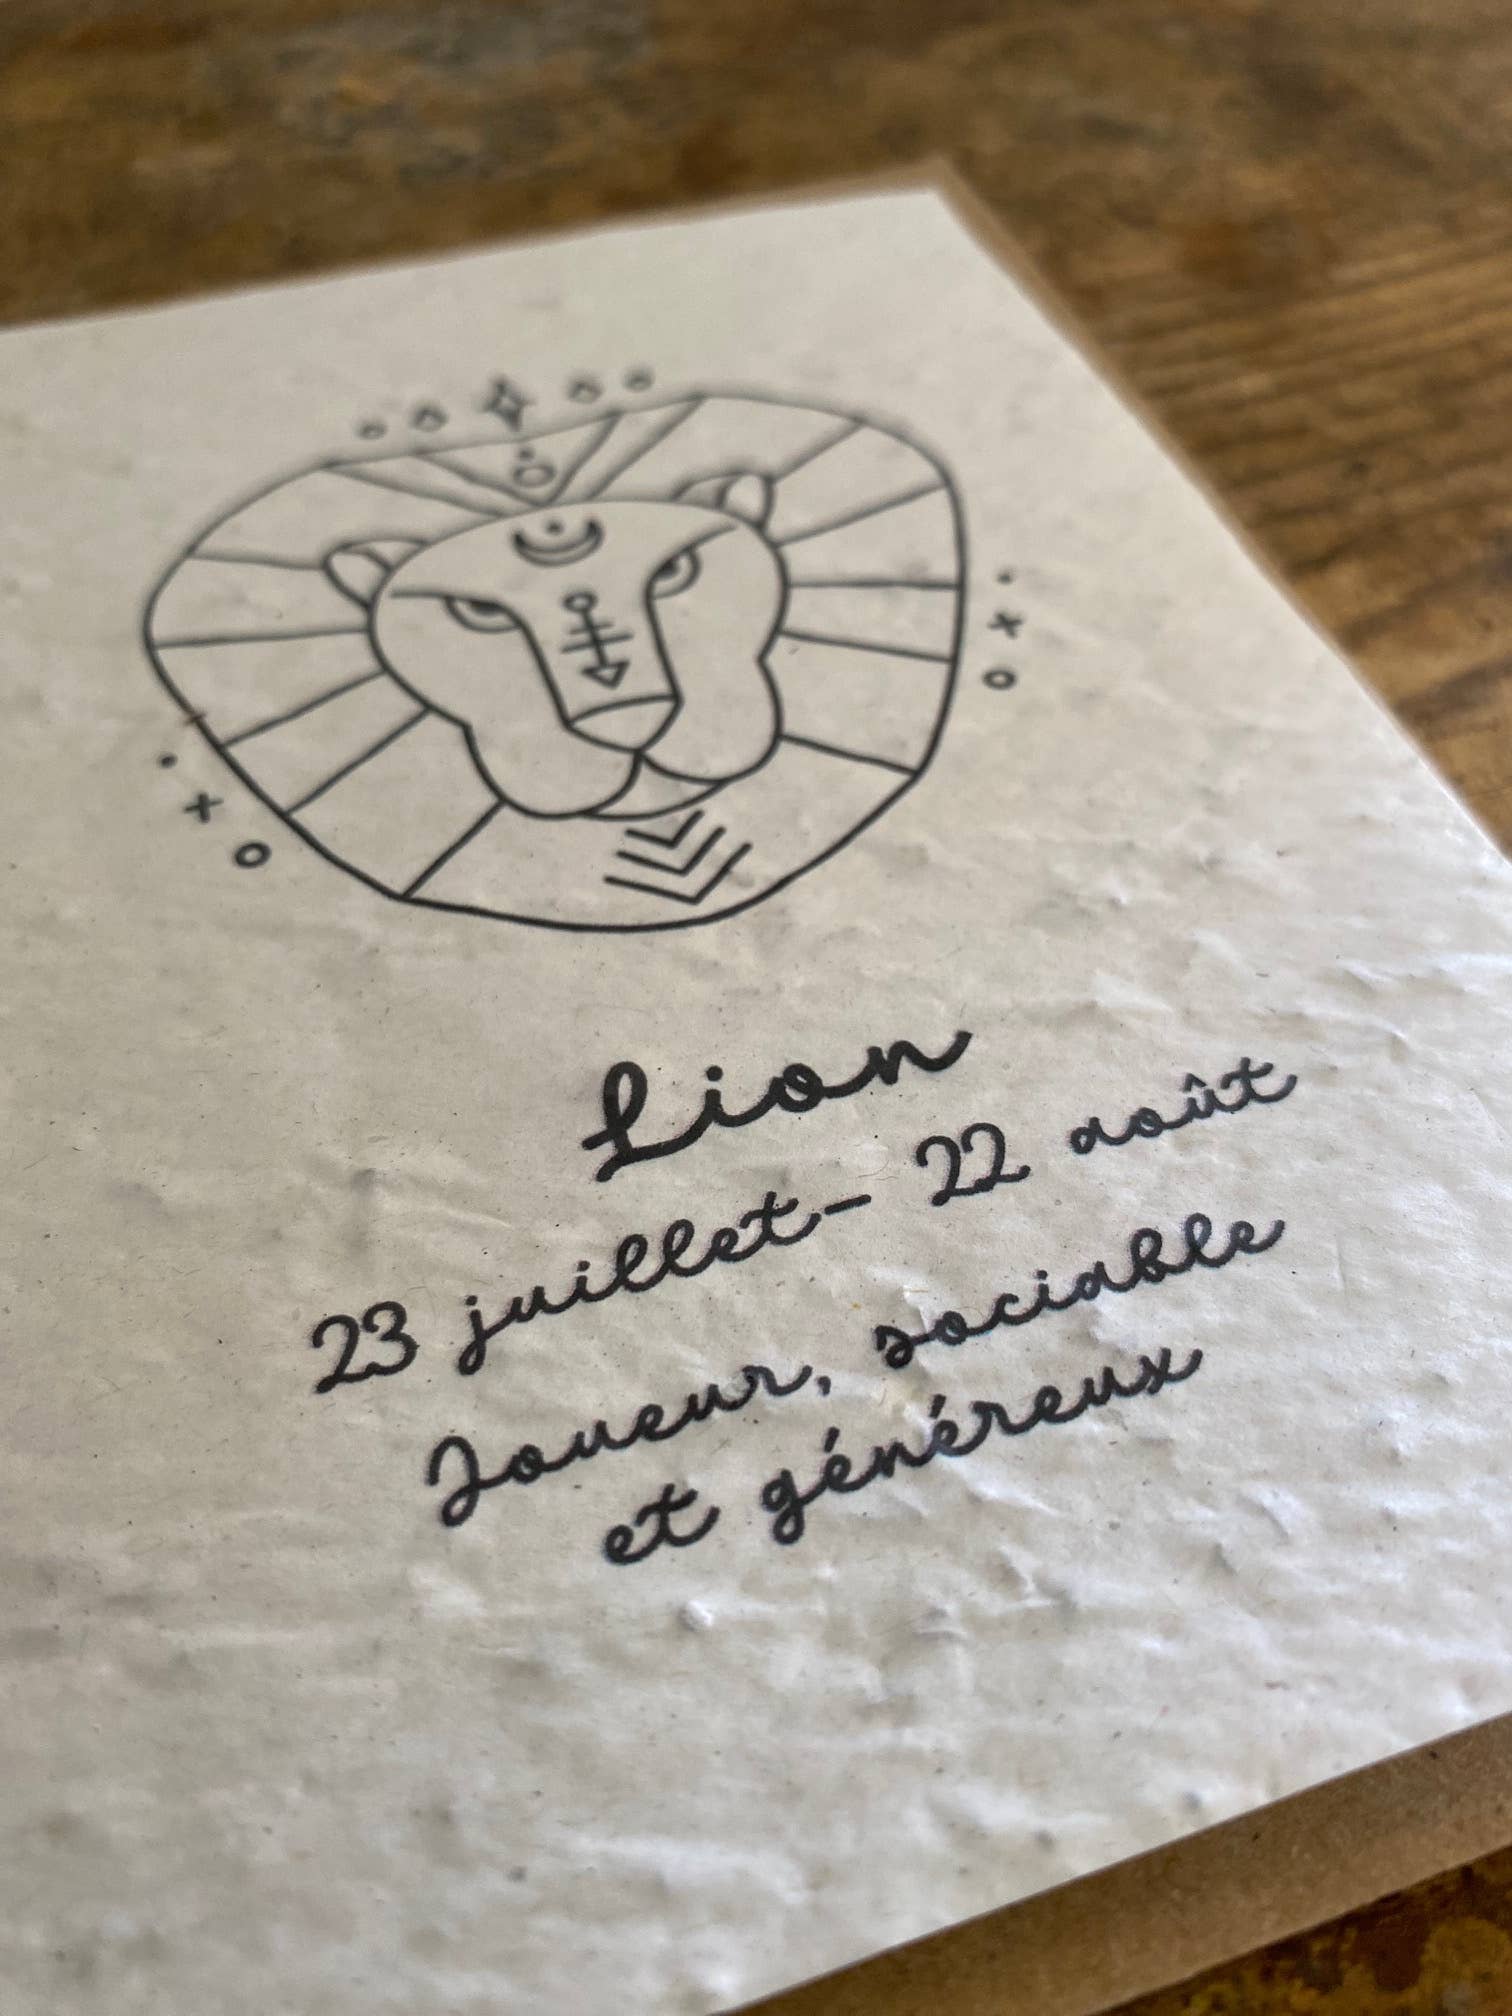 Lion
23 juillet - 22 août
Joueur, sociable
et généreux